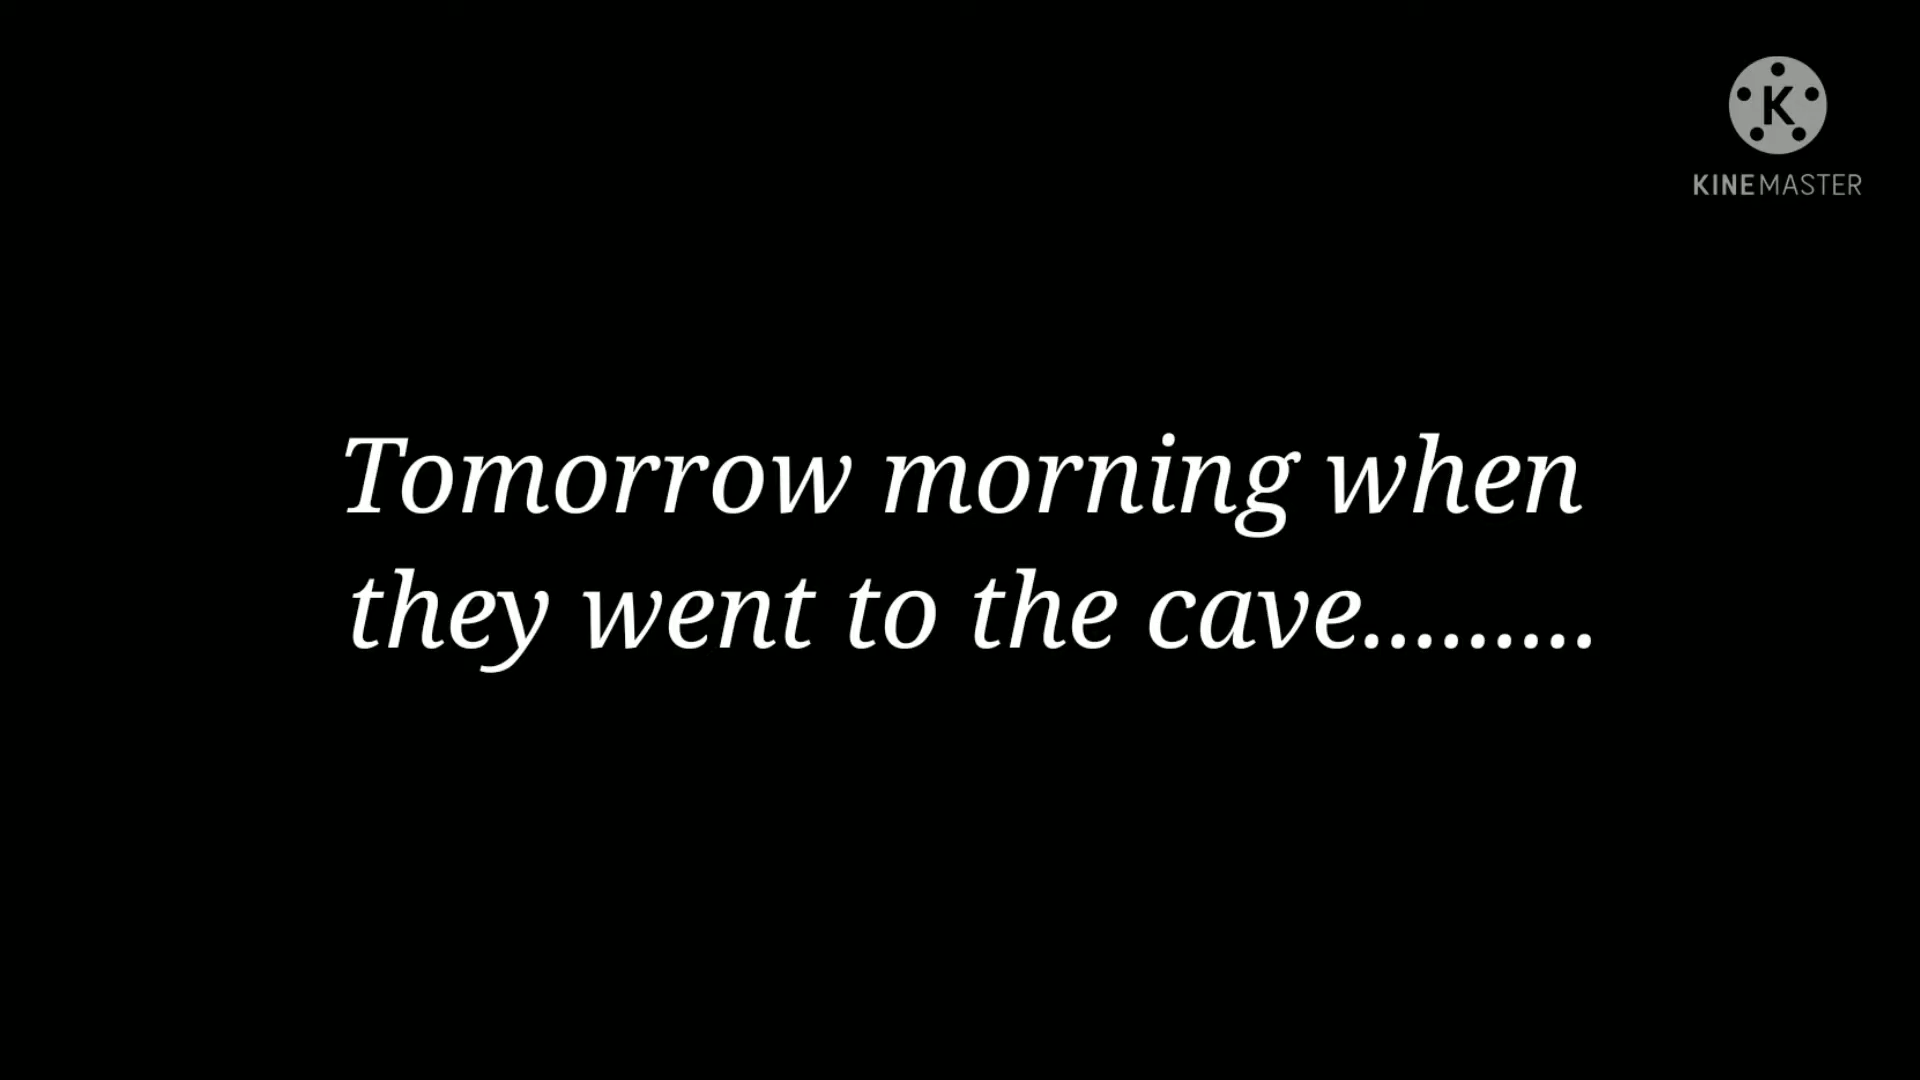 K
KINEMASTER
Tomorrow morning when
they went to the cave.........